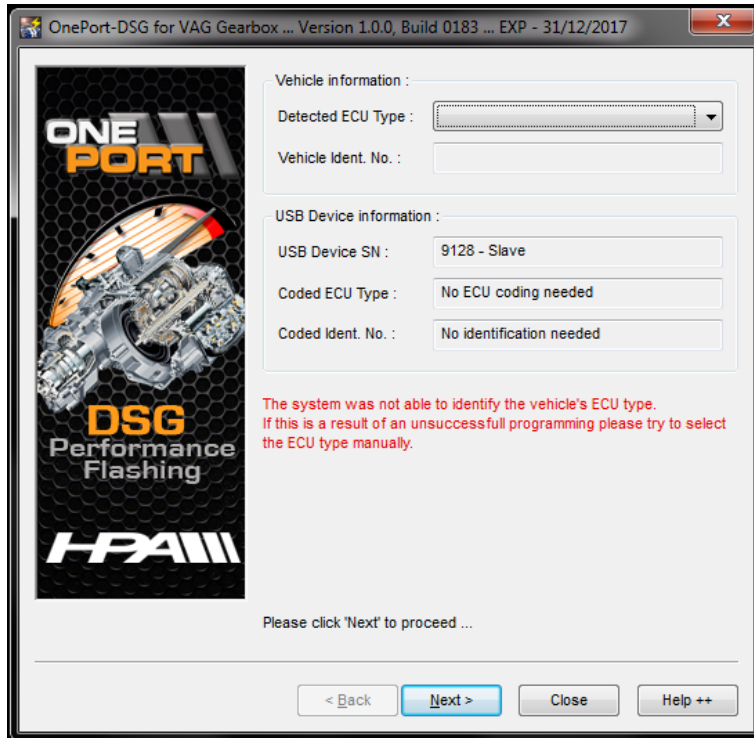 OnePort-DSG for VAG Gearbox ... Version 1.0.0, Build 0183 ... EXP - 31/12/2017
ONE
PORT
DSG
Performance
Flashing
HPA
Vehicle information :
Detected ECU Type :
Vehicle Ident. No. :
USB Device information :
USB Device SN : 9128 - Slave
Coded ECU Type : No ECU coding needed
Coded Ident. No. : No identification needed
The system was not able to identify the vehicle's ECU type.
If this is a result of an unsuccessfull programming please try to select
the ECU type manually.
Please click 'Next' to proceed ...
< Back Next > Close Help ++